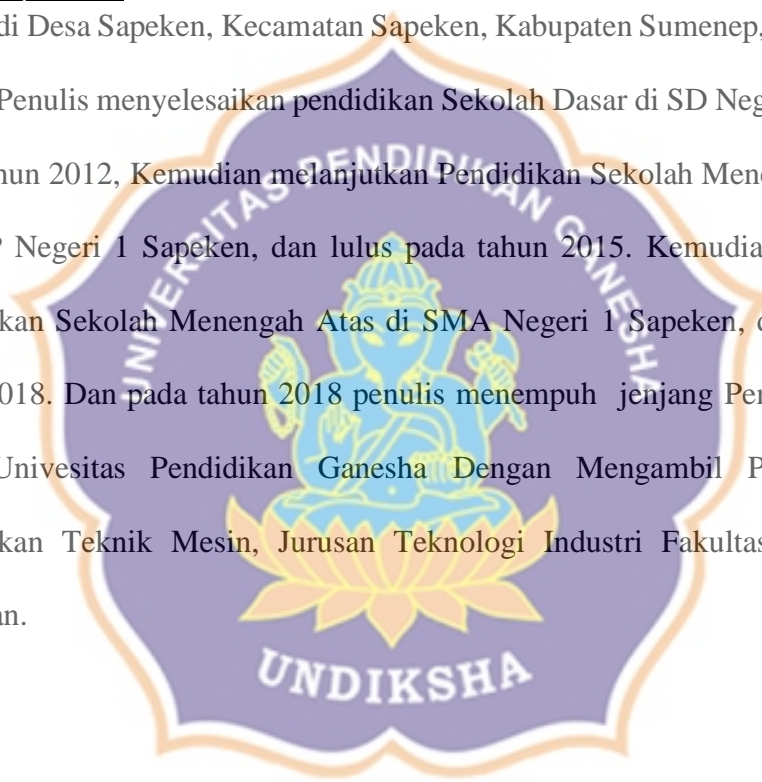 di Desa Sapeken, Kecamatan Sapeken, Kabupaten Sumenep,
Penulis menyelesaikan pendidikan Sekolah Dasar di SD Neg
hun 2012, Kemudian melanjutkan Pendidikan Sekolah Men
Negeri 1 Sapeken, dan lulus pada tahun 2015. Kemudia
kan Sekolah Menengah Atas di SMA Negeri 1 Sapeken,
018. Dan pada tahun 2018 penulis menempuh jenjang Pen
Univesitas Pendidikan Ganesha Dengan Mengambil P
kan Teknik Mesin, Jurusan Teknologi Industri Fakultas
an.
UNIVERSITAS PENDIDIKAN GANESHA
UNDIKSHA